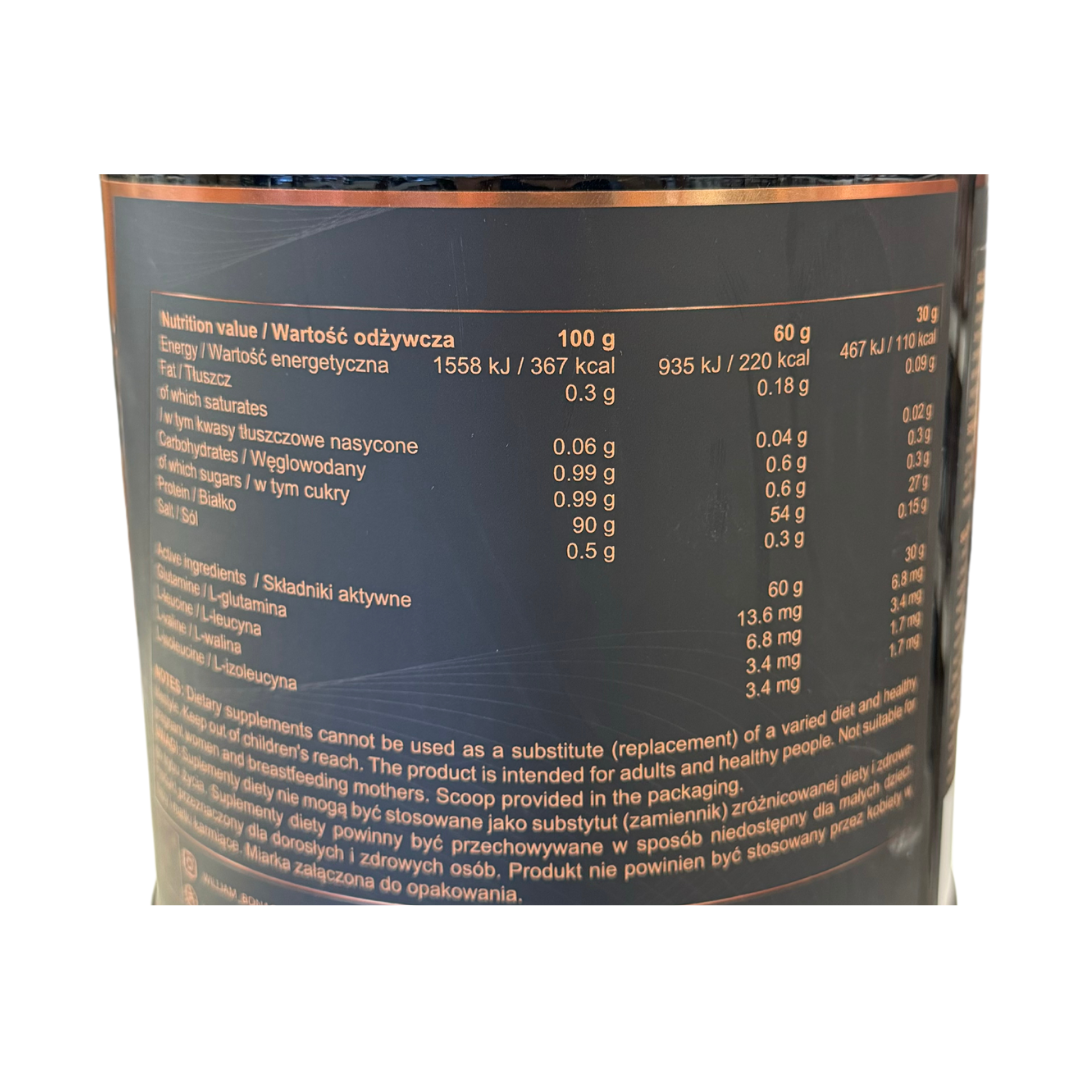 Nutrition value / Wartość odżywcza 100 g 60 g 30 g
Energy / Wartość energetyczna 1558 kJ / 367 kcal 935 kJ / 220 kcal 467 kJ / 110 kcal
Fat / Tłuszcz 0.3 g 0.18 g 0.09 g
of which saturates
/ w tym kwasy tłuszczowe nasycone 0.06 g 0.04 g 0.02 g
Carbohydrates / Węglowodany 0.99 g 0.6 g 0.3 g
of which sugars / w tym cukry 0.99 g 0.6 g 0.3 g
Protein / Białko 90 g 54 g 27 g
Salt / Sól 0.5 g 0.3 g 0.15 g
Active ingredients / Składniki aktywne 60 g 30 g
Glutamine / L-glutamina 13.6 mg 6.8 mg
L-leucine / L-leucyna 6.8 mg 3.4 mg
L-valine / L-walina 3.4 mg 1.7 mg
L-isoleucine / L-izoleucyna 3.4 mg 1.7 mg
NOTES: Dietary supplements cannot be used as a substitute (replacement) of a varied diet and healthy
lifestyle. Keep out of children's reach. The product is intended for adults and healthy people. Not suitable for
pregnant women and breastfeeding mothers. Scoop provided in the packaging.
UWAGI: Suplementy diety nie mogą być stosowane jako substytut (zamiennik) zróżnicowanej diety i zdrowe-
życia. Suplementy diety powinny być przechowywane w sposób niedostępny dla małych dzieci.
przeznaczony dla dorosłych i zdrowych osób. Produkt nie powinien być stosowany przez kobiety w
karmiące. Miarka załączona do opakowania.
WILLIAM_BONA